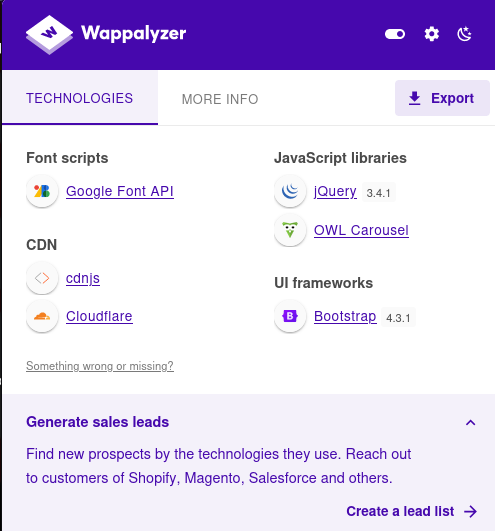 Wappalyzer
TECHNOLOGIES
MORE INFO
Export
Font scripts
Google Font API
CDN
cdnjs
Cloudflare
Something wrong or missing?
JavaScript libraries
jQuery 3.4.1
OWL Carousel
UI frameworks
Bootstrap 4.3.1
Generate sales leads
Find new prospects by the technologies they use. Reach out
to customers of Shopify, Magento, Salesforce and others.
Create a lead list